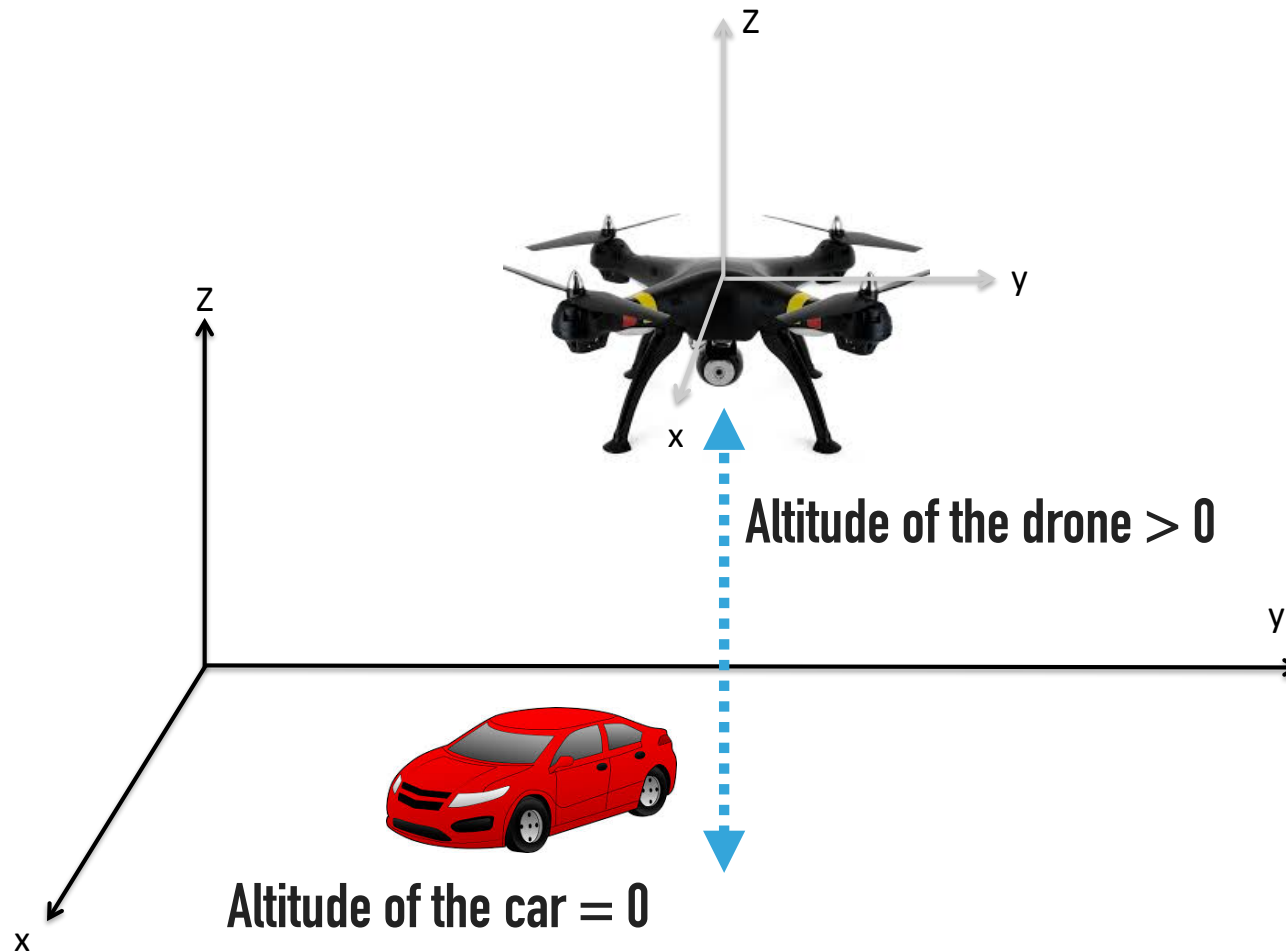 Z
y
Z
x
Altitude of the drone > 0
y
Altitude of the car = 0
x